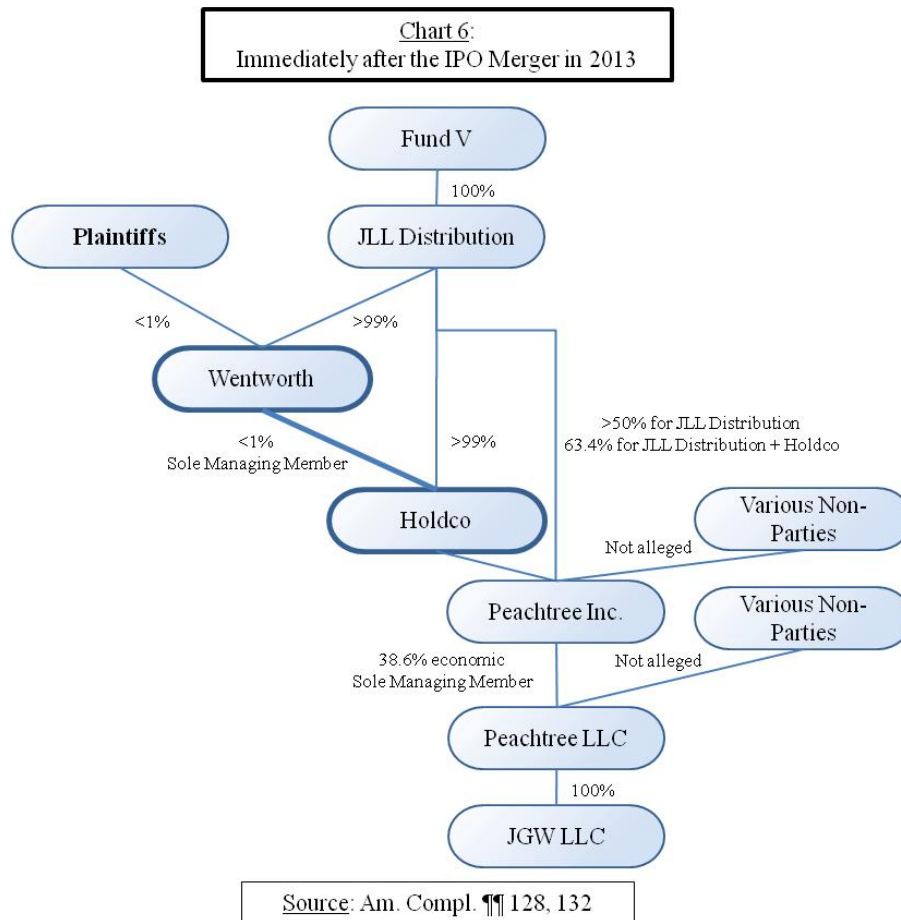 Chart 6:
Immediately after the IPO Merger in 2013
Fund V
100%
Plaintiffs
JLL Distribution
<1%
>99%
Wentworth
<1%
Sole Managing Member
>99%
>50% for JLL Distribution
63.4% for JLL Distribution + Holdco
Holdco
Various Non-
Parties
Not alleged
Peachtree Inc.
Various Non-
Parties
38.6% economic
Sole Managing Member
Not alleged
Peachtree LLC
100%
JGW LLC
Source: Am. Compl. ¶¶ 128, 132